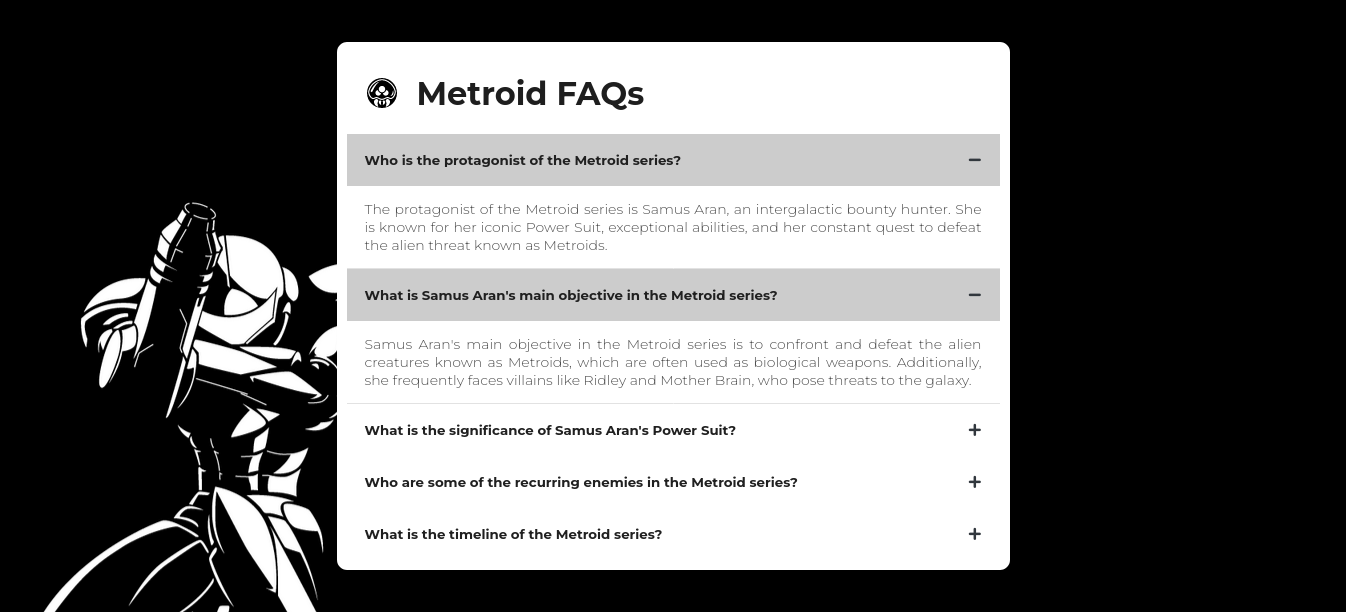 Metroid FAQs
Who is the protagonist of the Metroid series?
The protagonist of the Metroid series is Samus Aran, an intergalactic bounty hunter. She
is known for her iconic Power Suit, exceptional abilities, and her constant quest to defeat
the alien threat known as Metroids.
What is Samus Aran's main objective in the Metroid series?
Samus Aran's main objective in the Metroid series is to confront and defeat the alien
creatures known as Metroids, which are often used as biological weapons. Additionally,
she frequently faces villains like Ridley and Mother Brain, who pose threats to the galaxy.
What is the significance of Samus Aran's Power Suit?
Who are some of the recurring enemies in the Metroid series?
What is the timeline of the Metroid series?